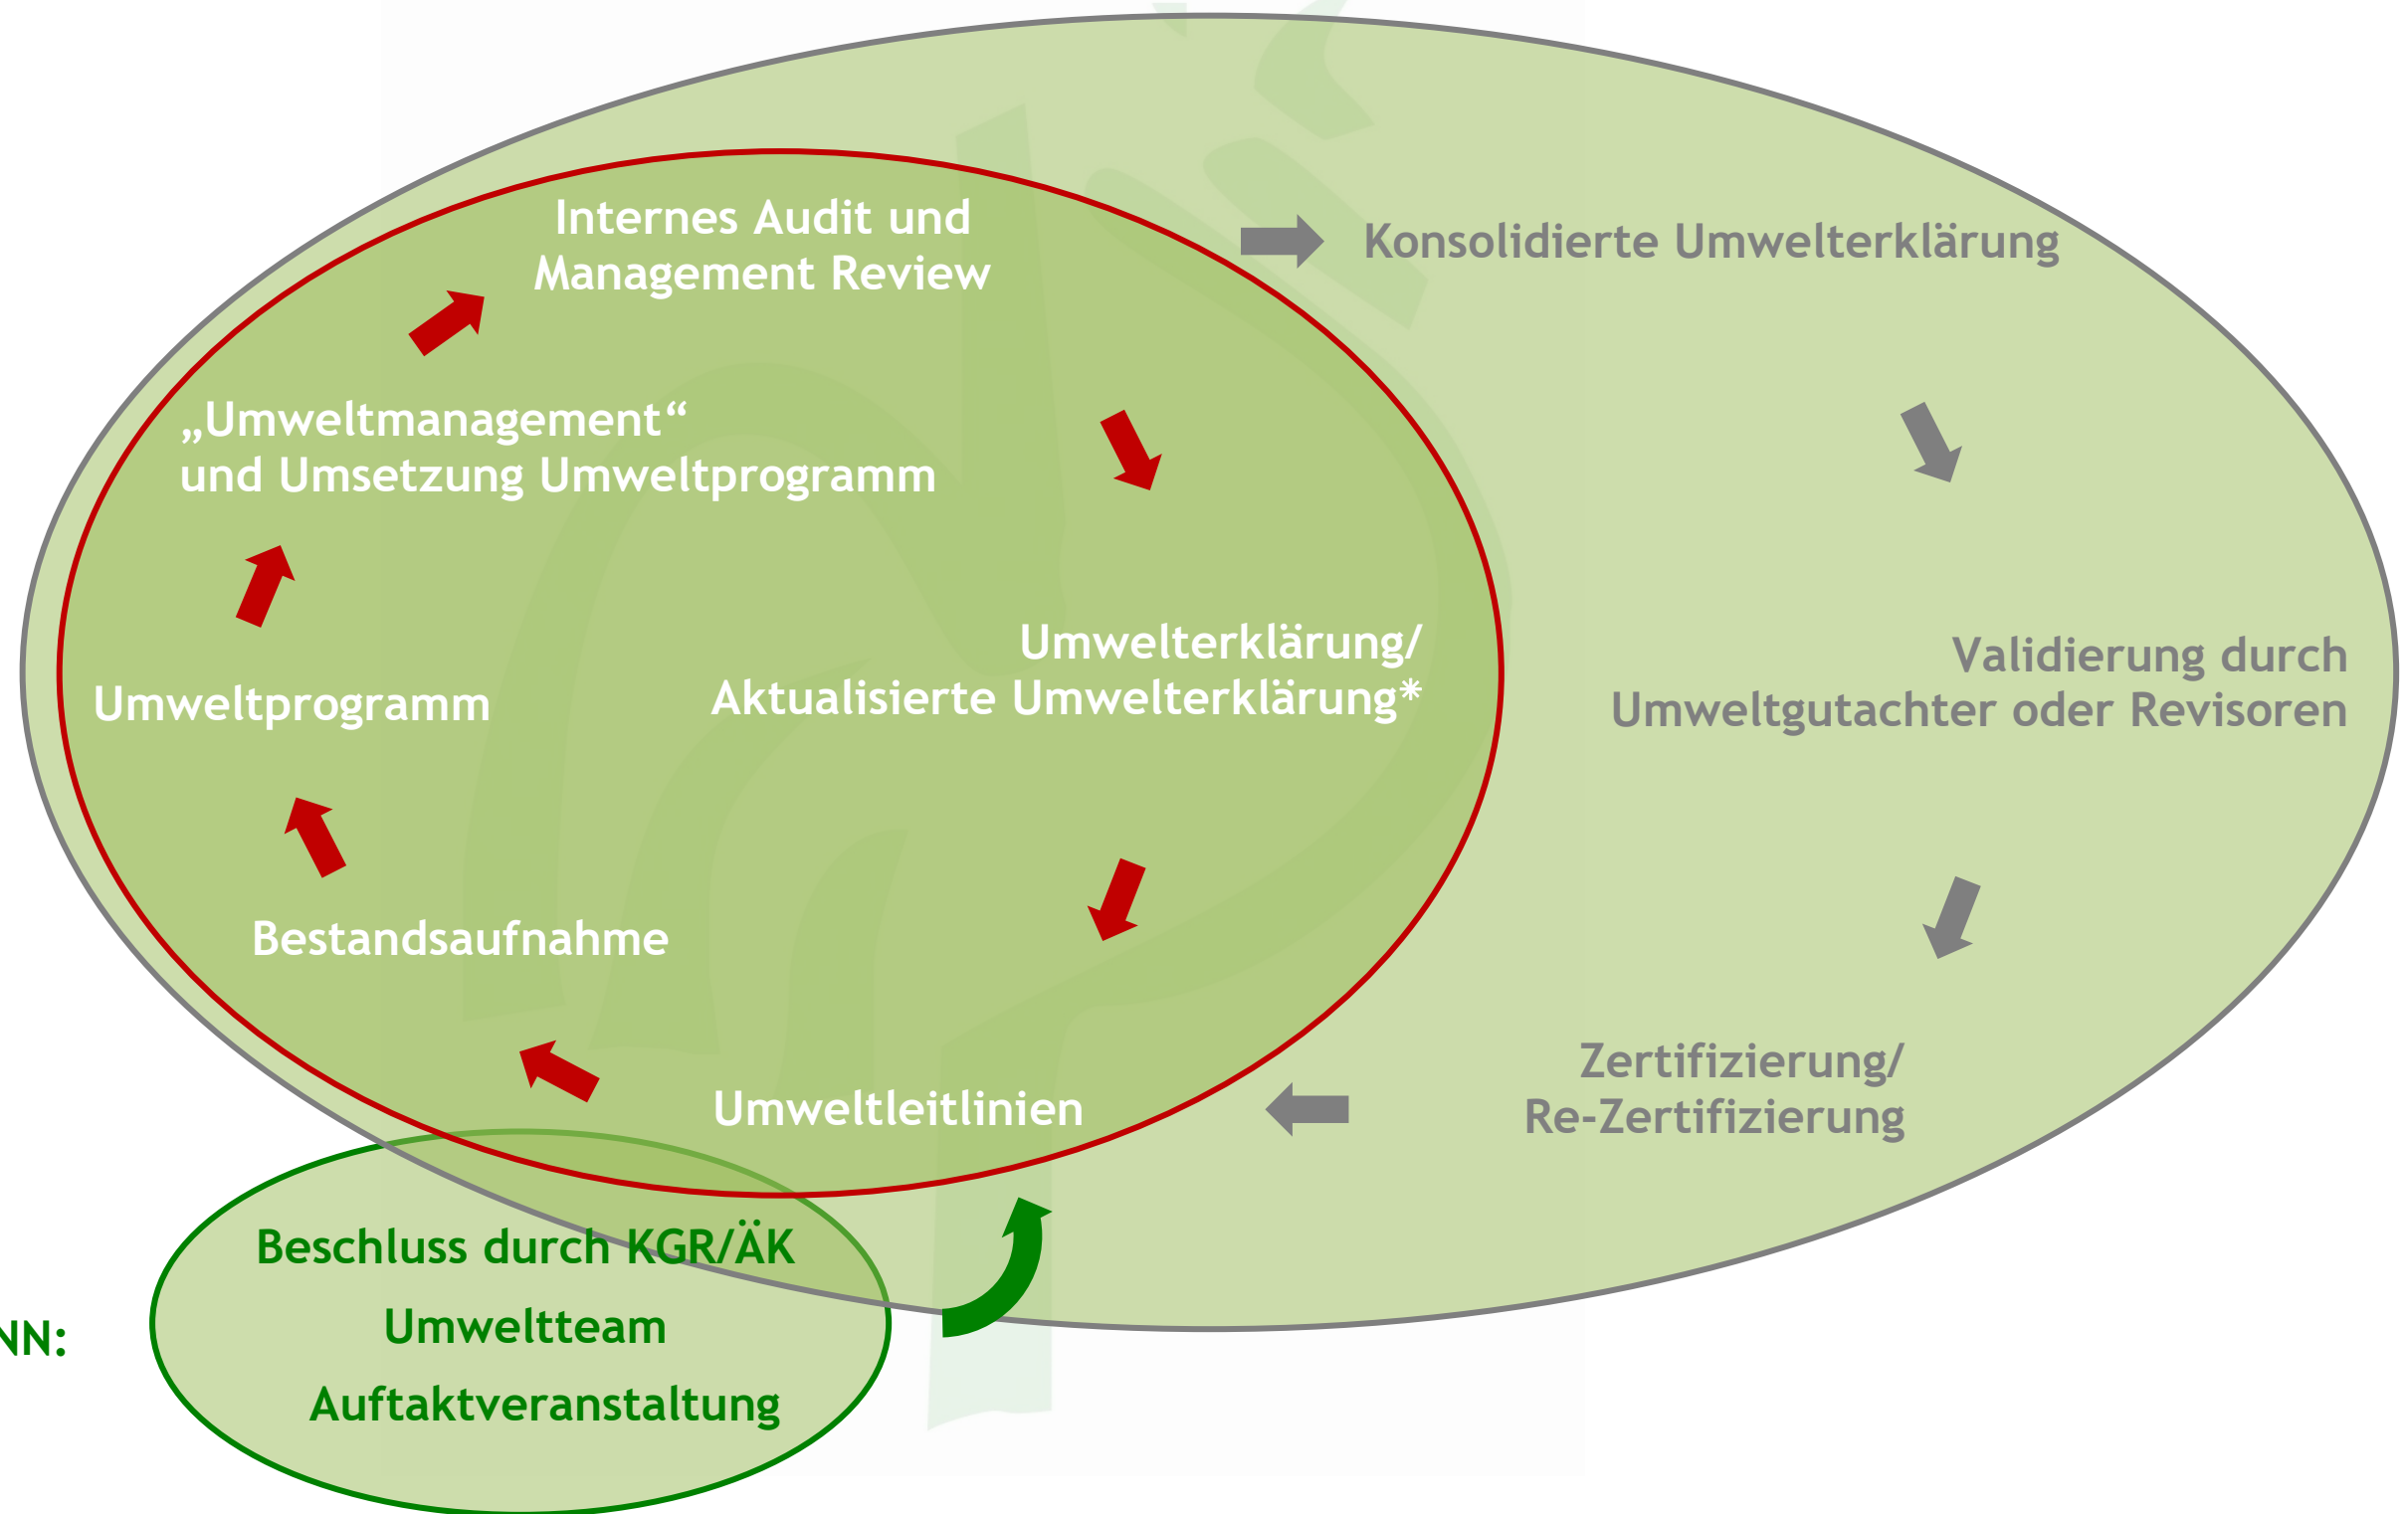 Internes Audit und
Management Review
Konsolidierte Umwelterklärung
„Umweltmanagement“
und Umsetzung Umweltprogramm
Umwelterklärung/
Aktualisierte Umwelterklärung*
Validierung durch
Umweltgutachter oder Revisoren
Umweltprogramm
Bestandsaufnahme
Zertifizierung/
Re-Zertifizierung
Umweltleitlinien
Beschluss durch KGR/ÄK
Umweltteam
Auftaktveranstaltung